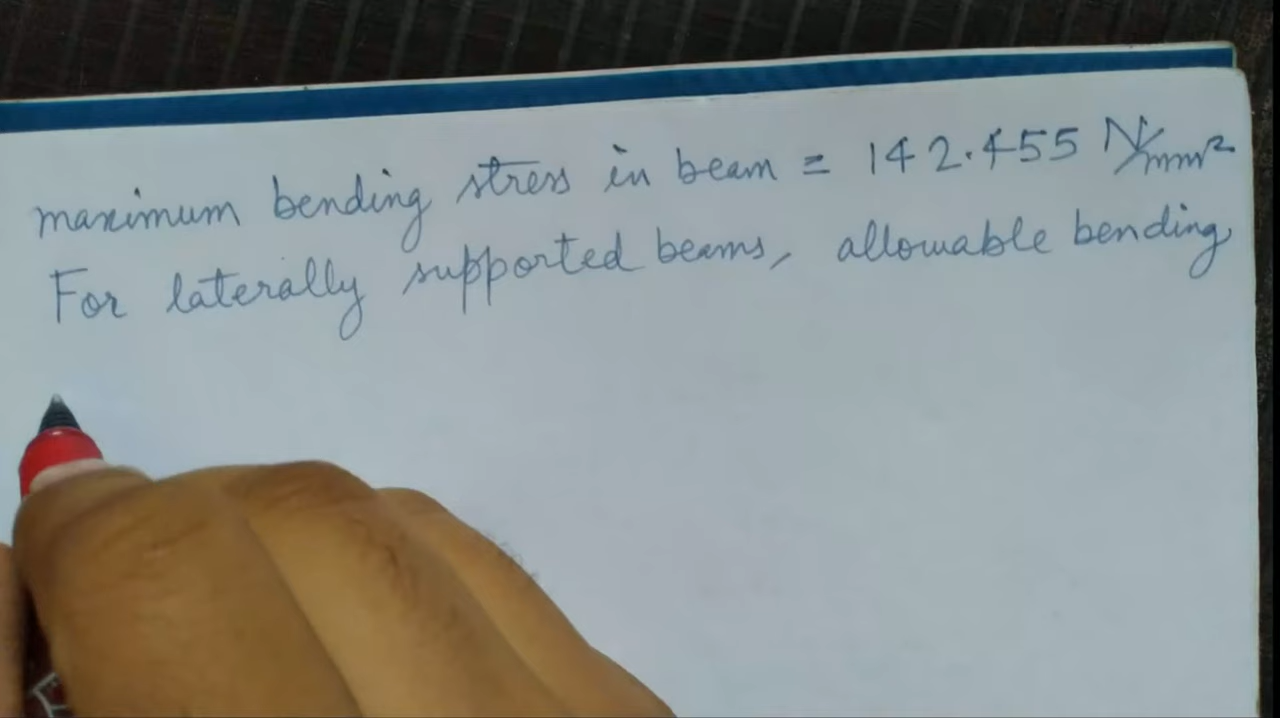 maximum bending stress in beam = 142.455 N/mm²
For laterally supported beams, allowable bending